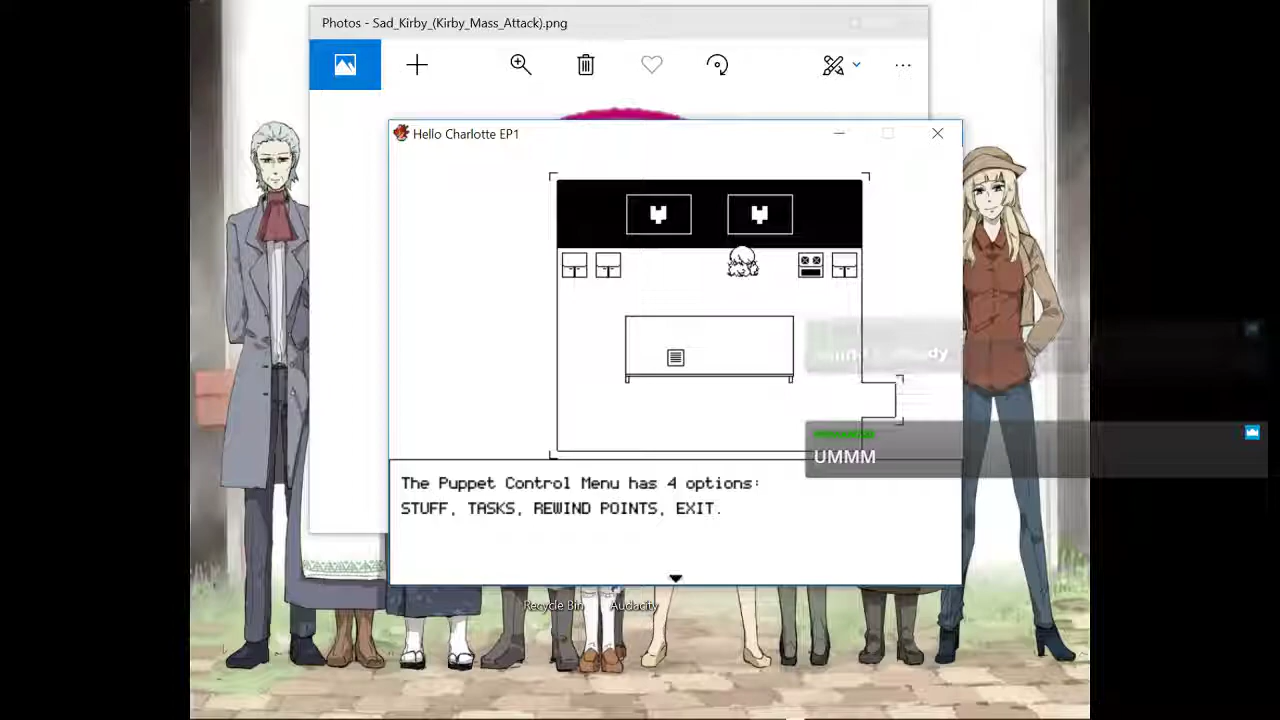 Photos - Sad_Kirby_(Kirby_Mass_Attack).png
Hello Charlotte EP1
UMMM
The Puppet Control Menu has 4 options:
STUFF, TASKS, REWIND POINTS, EXIT.
Recycle Bin
Audacity